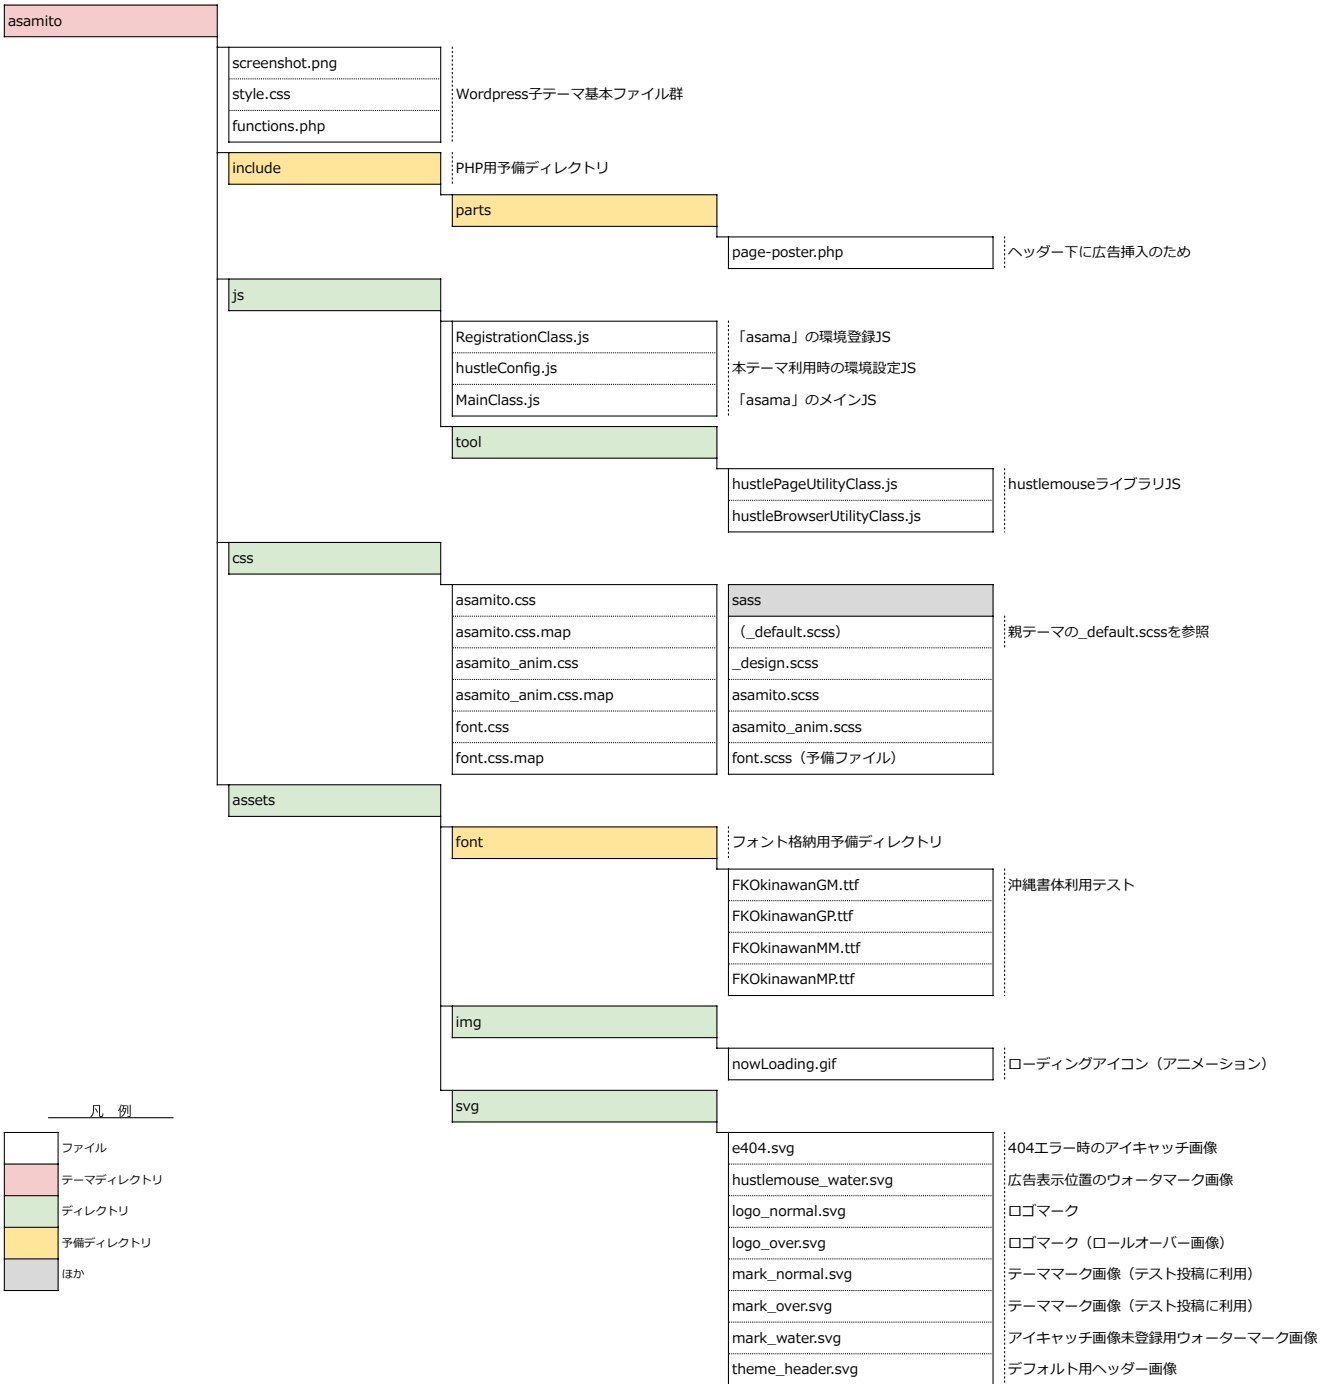 asamito
screenshot.png
style.css
Wordpress子テーマ基本ファイル群
functions.php
include
PHP用予備ディレクトリ
parts
page-poster.php
ヘッダー下に広告挿入のため
js
RegistrationClass.js
「asama」の環境登録JS
hustleConfig.js
本テーマ利用時の環境設定JS
MainClass.js
「asama」のメインJS
tool
hustlePageUtilityClass.js
hustlemouseライブラリJS
hustleBrowserUtilityClass.js
css
asamito.css
sass
asamito.css.map
（_default.scss）
親テーマの_default.scssを参照
asamito_anim.css
_design.scss
asamito_anim.css.map
asamito.scss
font.css
asamito_anim.scss
font.css.map
font.scss（予備ファイル）
assets
font
フォント格納用予備ディレクトリ
FKOkinawanGM.ttf
沖縄書体利用テスト
FKOkinawanGP.ttf
FKOkinawanMM.ttf
FKOkinawanMP.ttf
img
nowLoading.gif
ローディングアイコン（アニメーション）
svg
e404.svg
404エラー時のアイキャッチ画像
hustlemouse_water.svg
広告表示位置のウォータマーク画像
logo_normal.svg
ロゴマーク
logo_over.svg
ロゴマーク（ロールオーバー画像）
mark_normal.svg
テーママーク画像（テスト投稿に利用）
mark_over.svg
テーママーク画像（テスト投稿に利用）
mark_water.svg
アイキャッチ画像未登録用ウォーターマーク画像
theme_header.svg
デフォルト用ヘッダー画像
凡　例
ファイル
テーマディレクトリ
ディレクトリ
予備ディレクトリ
ほか